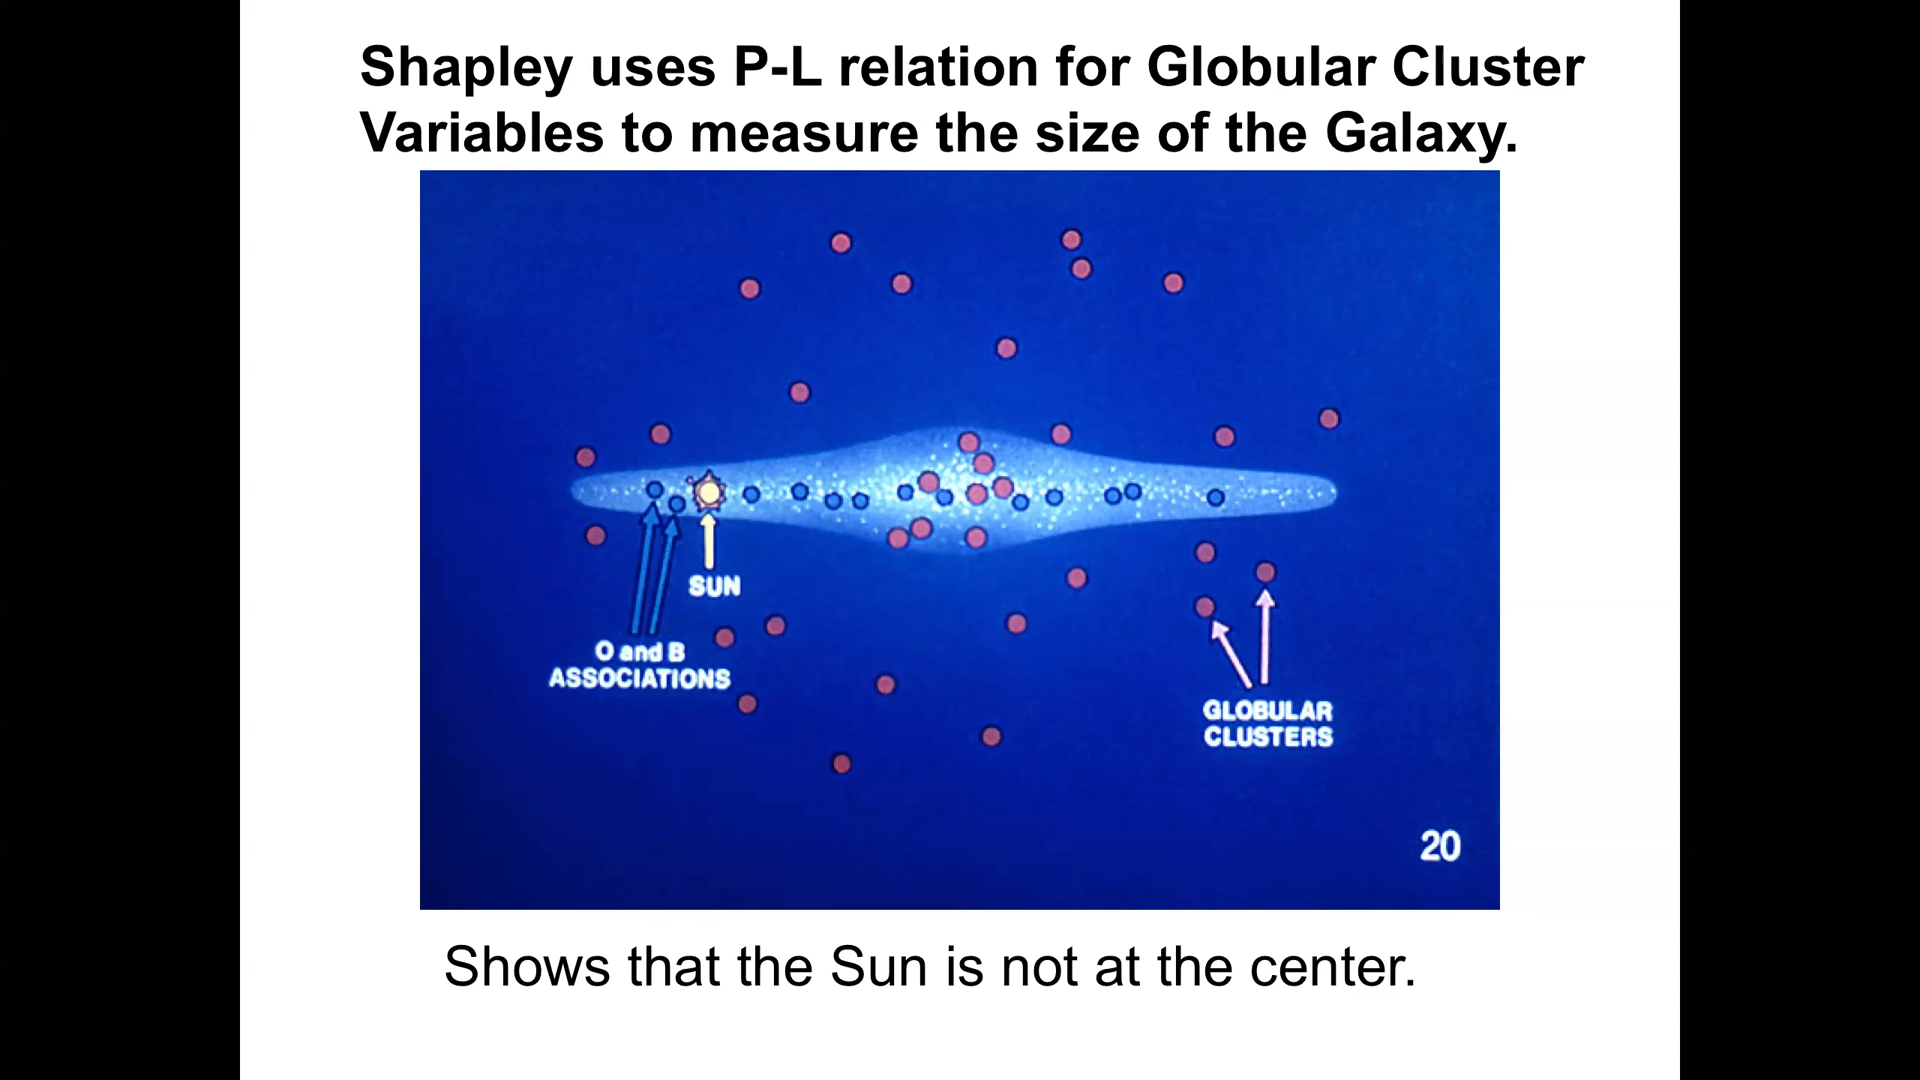 Shapley uses P-L relation for Globular Cluster
Variables to measure the size of the Galaxy.
SUN
O and B
ASSOCIATIONS
GLOBULAR
CLUSTERS
20
Shows that the Sun is not at the center.